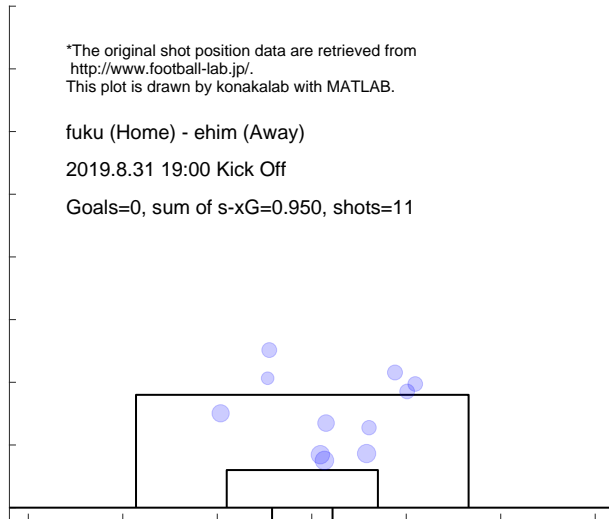 *The original shot position data are retrieved from
http://www.football-lab.jp/.
This plot is drawn by konakalab with MATLAB.
fuku (Home) - ehim (Away)
2019.8.31 19:00 Kick Off
Goals=0, sum of s-xG=0.950, shots=11